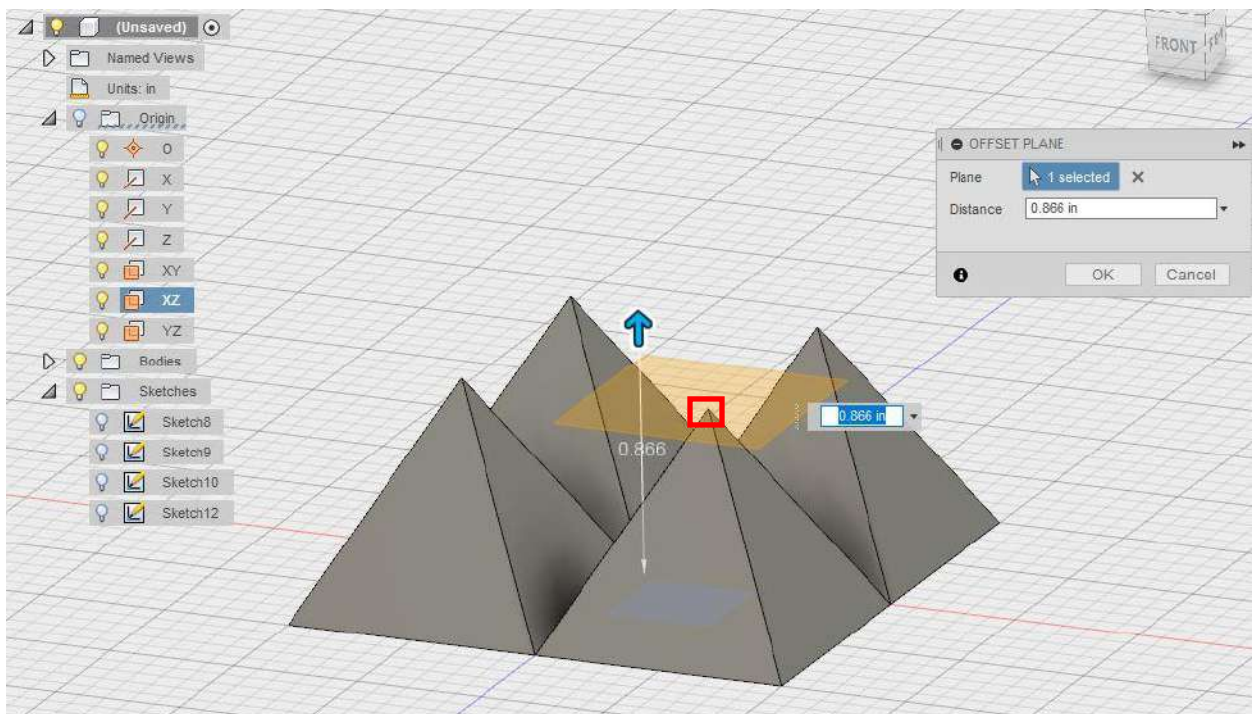 (Unsaved)
Named Views
Units: in
Origin
O
X
Y
Z
XY
XZ
YZ
Bodies
Sketches
Sketch8
Sketch9
Sketch10
Sketch12
FRONT
OFFSET PLANE
Plane 1 selected
Distance 0.866 in
OK Cancel
0.866 in
0.866